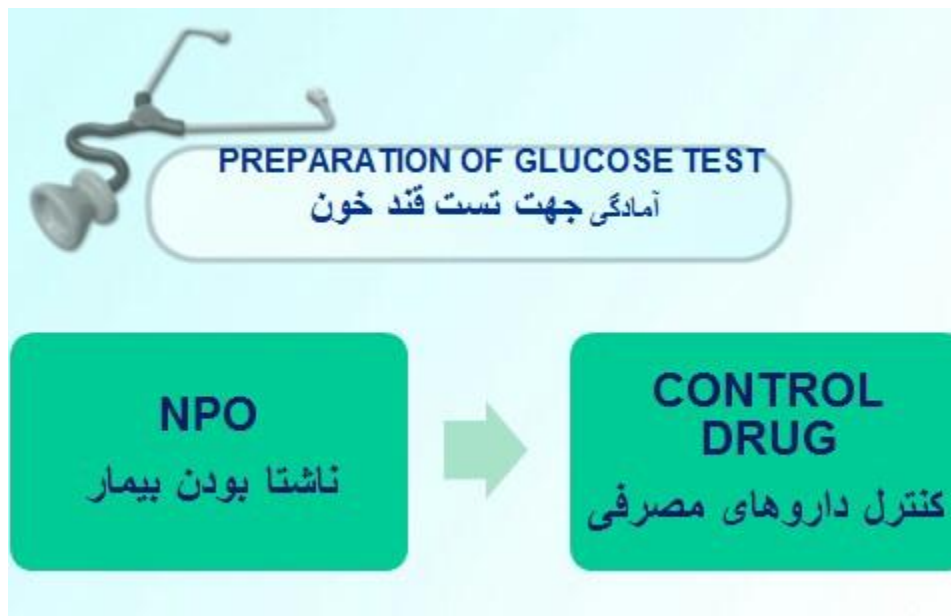 PREPARATION OF GLUCOSE TEST
آمادگی جهت تست قند خون
NPO
ناشتا بودن بیمار
CONTROL
DRUG
کنترل داروهای مصرفی